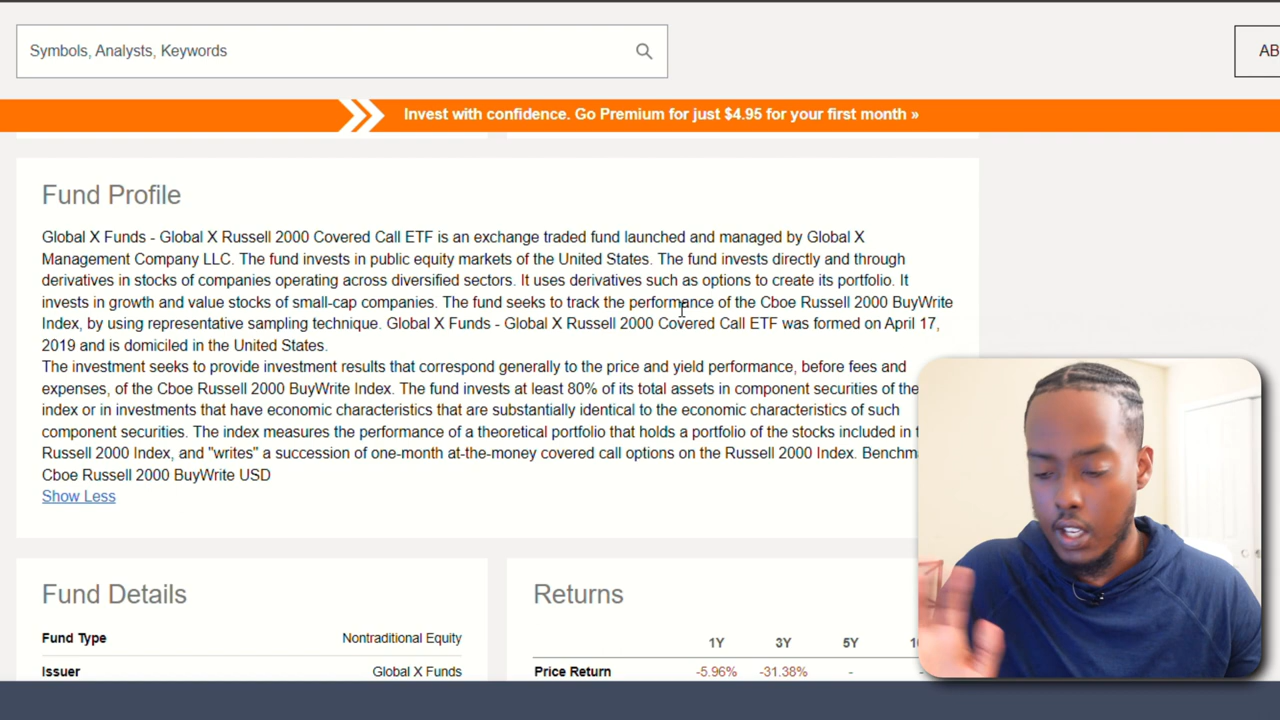 Symbols, Analysts, Keywords
AB
Invest with confidence. Go Premium for just $4.95 for your first month »
Fund Profile
Global X Funds - Global X Russell 2000 Covered Call ETF is an exchange traded fund launched and managed by Global X
Management Company LLC. The fund invests in public equity markets of the United States. The fund invests directly and through
derivatives in stocks of companies operating across diversified sectors. It uses derivatives such as options to create its portfolio. It
invests in growth and value stocks of small-cap companies. The fund seeks to track the performance of the Cboe Russell 2000 BuyWrite
Index, by using representative sampling technique. Global X Funds - Global X Russell 2000 Covered Call ETF was formed on April 17,
2019 and is domiciled in the United States.
The investment seeks to provide investment results that correspond generally to the price and yield performance, before fees and
expenses, of the Cboe Russell 2000 BuyWrite Index. The fund invests at least 80% of its total assets in component securities of the
index or in investments that have economic characteristics that are substantially identical to the economic characteristics of such
component securities. The index measures the performance of a theoretical portfolio that holds a portfolio of the stocks included in
Russell 2000 Index, and "writes" a succession of one-month at-the-money covered call options on the Russell 2000 Index.
Cboe Russell 2000 BuyWrite USD
Show Less
Fund Details
Fund Type Nontraditional Equity
Issuer Global X Funds
Returns
1Y 3Y 5Y
Price Return -5.96% -31.38% -